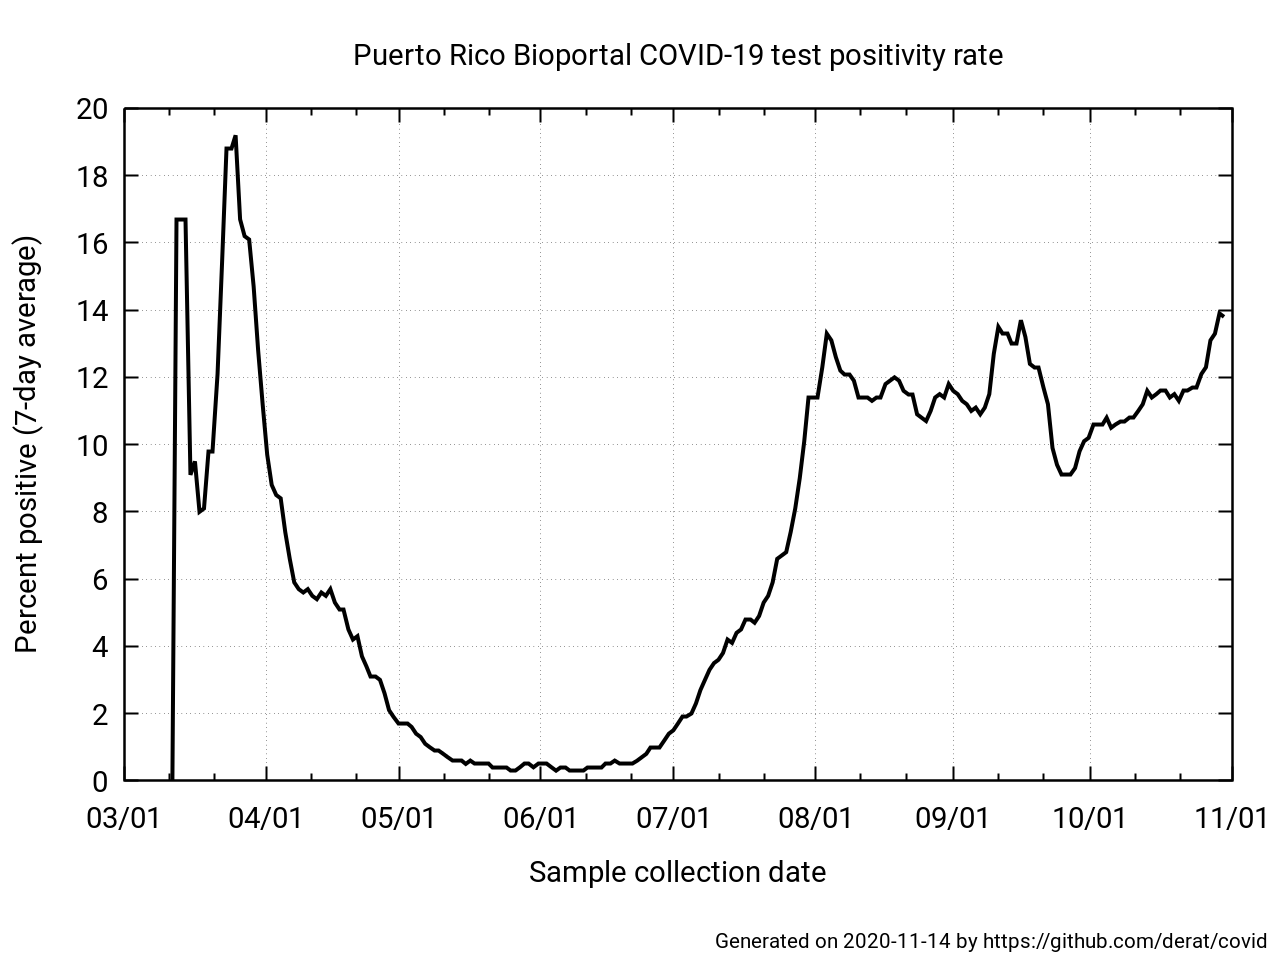 Puerto Rico Bioportal COVID-19 test positivity rate
Percent positive (7-day average)
20
18
16
14
12
10
8
6
4
2
0
03/01 04/01 05/01 06/01 07/01 08/01 09/01 10/01 11/01
Sample collection date
Generated on 2020-11-14 by https://github.com/derat/covid